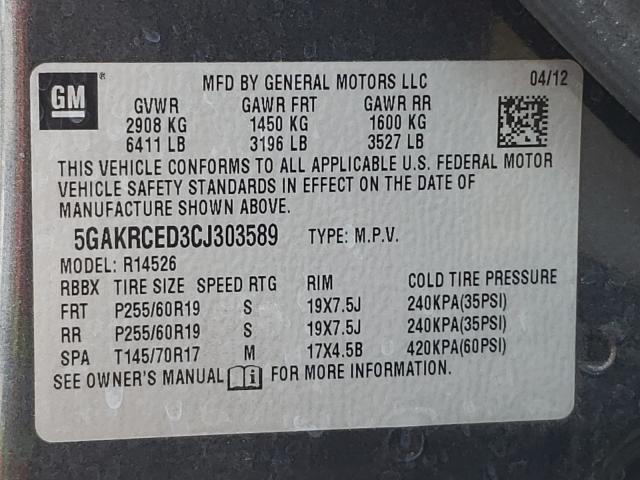 GM ® MFD BY GENERAL MOTORS LLC 04/12
GVWR GAWR FRT GAWR RR
2908 KG 1450 KG 1600 KG
6411 LB 3196 LB 3527 LB
THIS VEHICLE CONFORMS TO ALL APPLICABLE U.S. FEDERAL MOTOR
VEHICLE SAFETY STANDARDS IN EFFECT ON THE DATE OF
MANUFACTURE SHOWN ABOVE.
5GAKRCED3CJ303589 TYPE: M.P.V.
MODEL: R14526
RBBX TIRE SIZE SPEED RTG RIM COLD TIRE PRESSURE
FRT P255/60R19 S 19X7.5J 240KPA(35PSI)
RR P255/60R19 S 19X7.5J 240KPA(35PSI)
SPA T145/70R17 M 17X4.5B 420KPA(60PSI)
SEE OWNER'S MANUAL i FOR MORE INFORMATION.